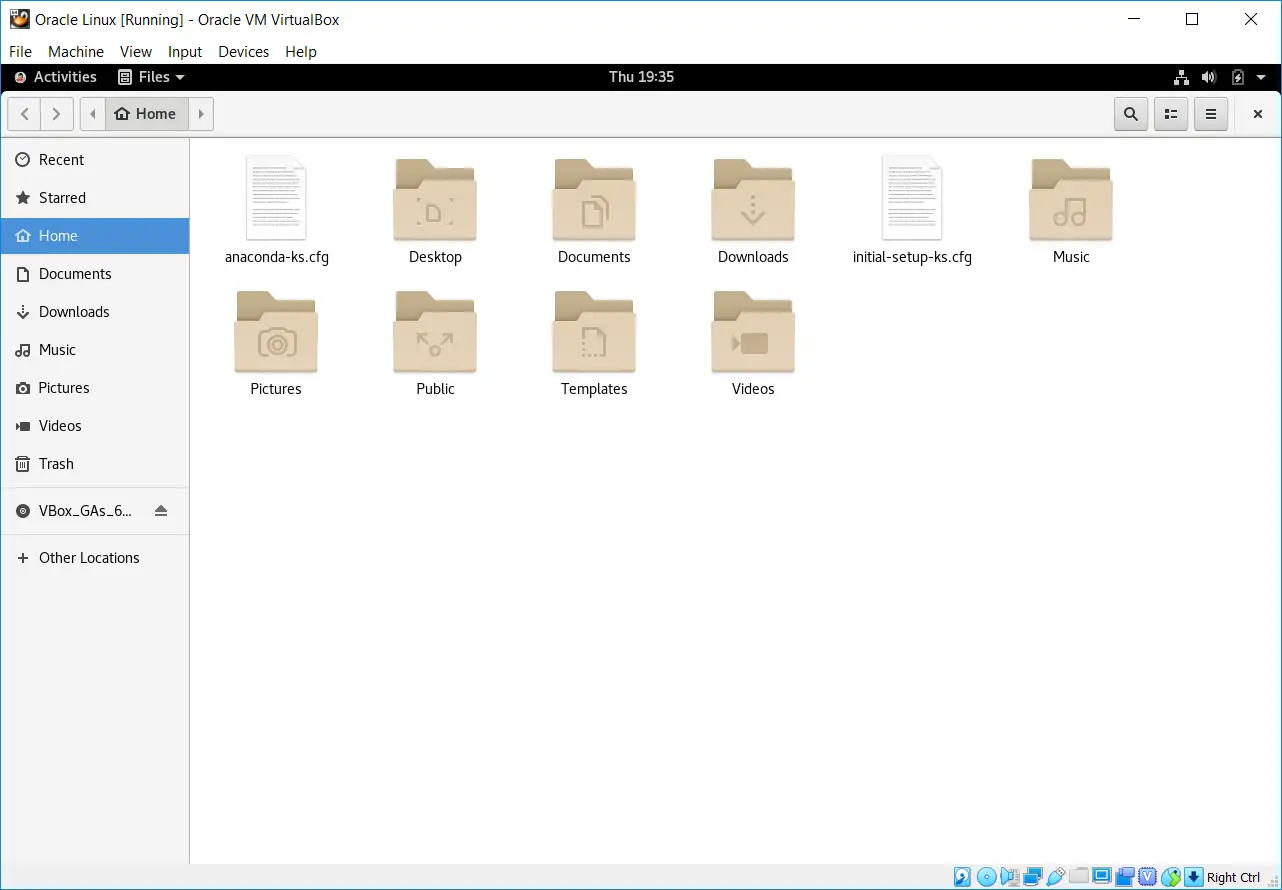 Oracle Linux [Running] - Oracle VM VirtualBox
File Machine View Input Devices Help
Activities Files Thu 19:35
Home
Recent
Starred
Home
Documents
Downloads
Music
Pictures
Videos
Trash
VBox_GAs_6...
Other Locations
anaconda-ks.cfg Desktop Documents Downloads initial-setup-ks.cfg Music
Pictures Public Templates Videos
Right Ctrl